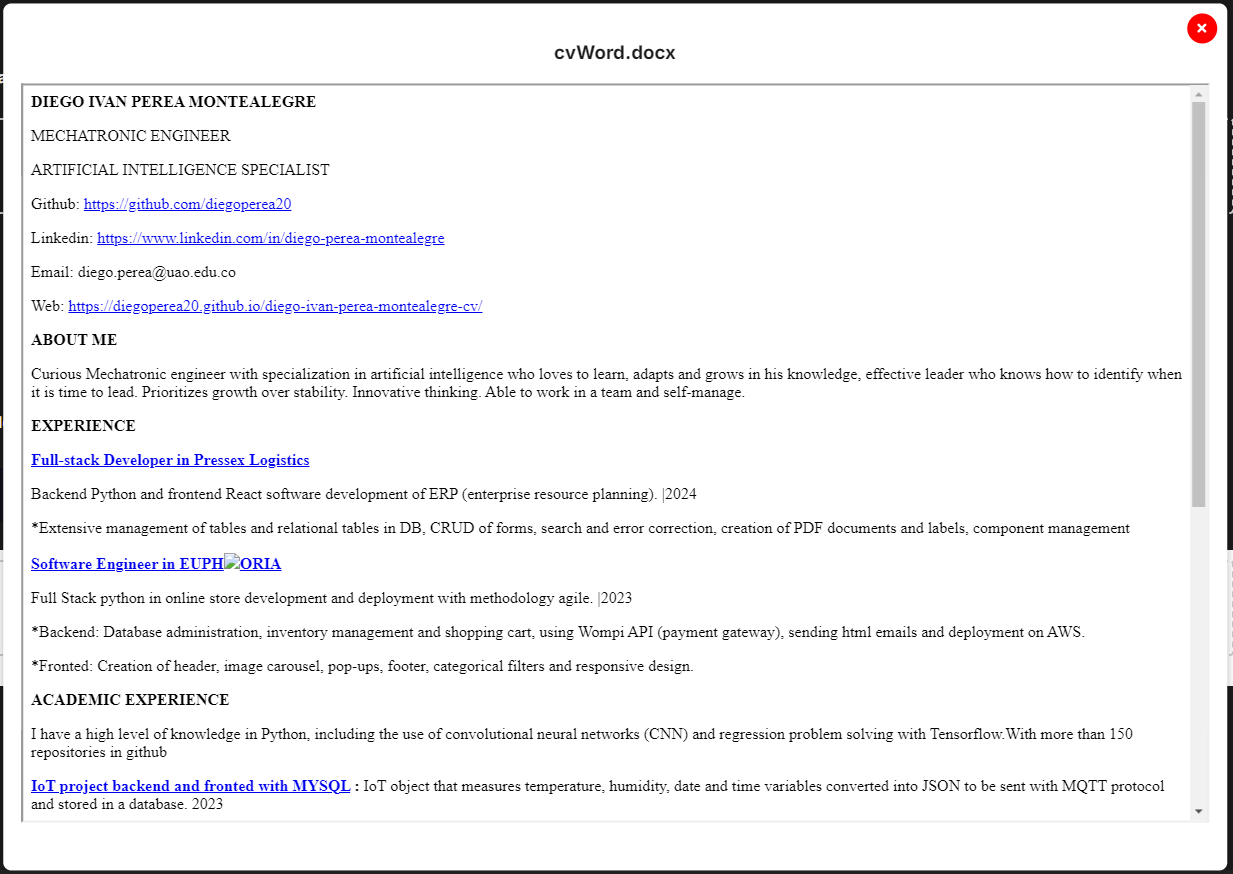 cvWord.docx
DIEGO IVAN PEREA MONTEALEGRE
MECHATRONIC ENGINEER
ARTIFICIAL INTELLIGENCE SPECIALIST
Github: https://github.com/diegoperea20
Linkedin: https://www.linkedin.com/in/diego-perea-montealegre
Email: diego.perea@uao.edu.co
Web: https://diegoperea20.github.io/diego-ivan-perea-montealegre-cv/
ABOUT ME
Curious Mechatronic engineer with specialization in artificial intelligence who loves to learn, adapts and grows in his knowledge, effective leader who knows how to identify when
it is time to lead. Prioritizes growth over stability. Innovative thinking. Able to work in a team and self-manage.
EXPERIENCE
Full-stack Developer in Pressex Logistics
Backend Python and frontend React software development of ERP (enterprise resource planning). |2024
*Extensive management of tables and relational tables in DB, CRUD of forms, search and error correction, creation of PDF documents and labels, component management
Software Engineer in EUPHORIA
Full Stack python in online store development and deployment with methodology agile. |2023
*Backend: Database administration, inventory management and shopping cart, using Wompi API (payment gateway), sending html emails and deployment on AWS.
*Fronted: Creation of header, image carousel, pop-ups, footer, categorical filters and responsive design.
ACADEMIC EXPERIENCE
I have a high level of knowledge in Python, including the use of convolutional neural networks (CNN) and regression problem solving with Tensorflow.With more than 150
repositories in github
IoT project backend and fronted with MYSQL : IoT object that measures temperature, humidity, date and time variables converted into JSON to be sent with MQTT protocol
and stored in a database. 2023